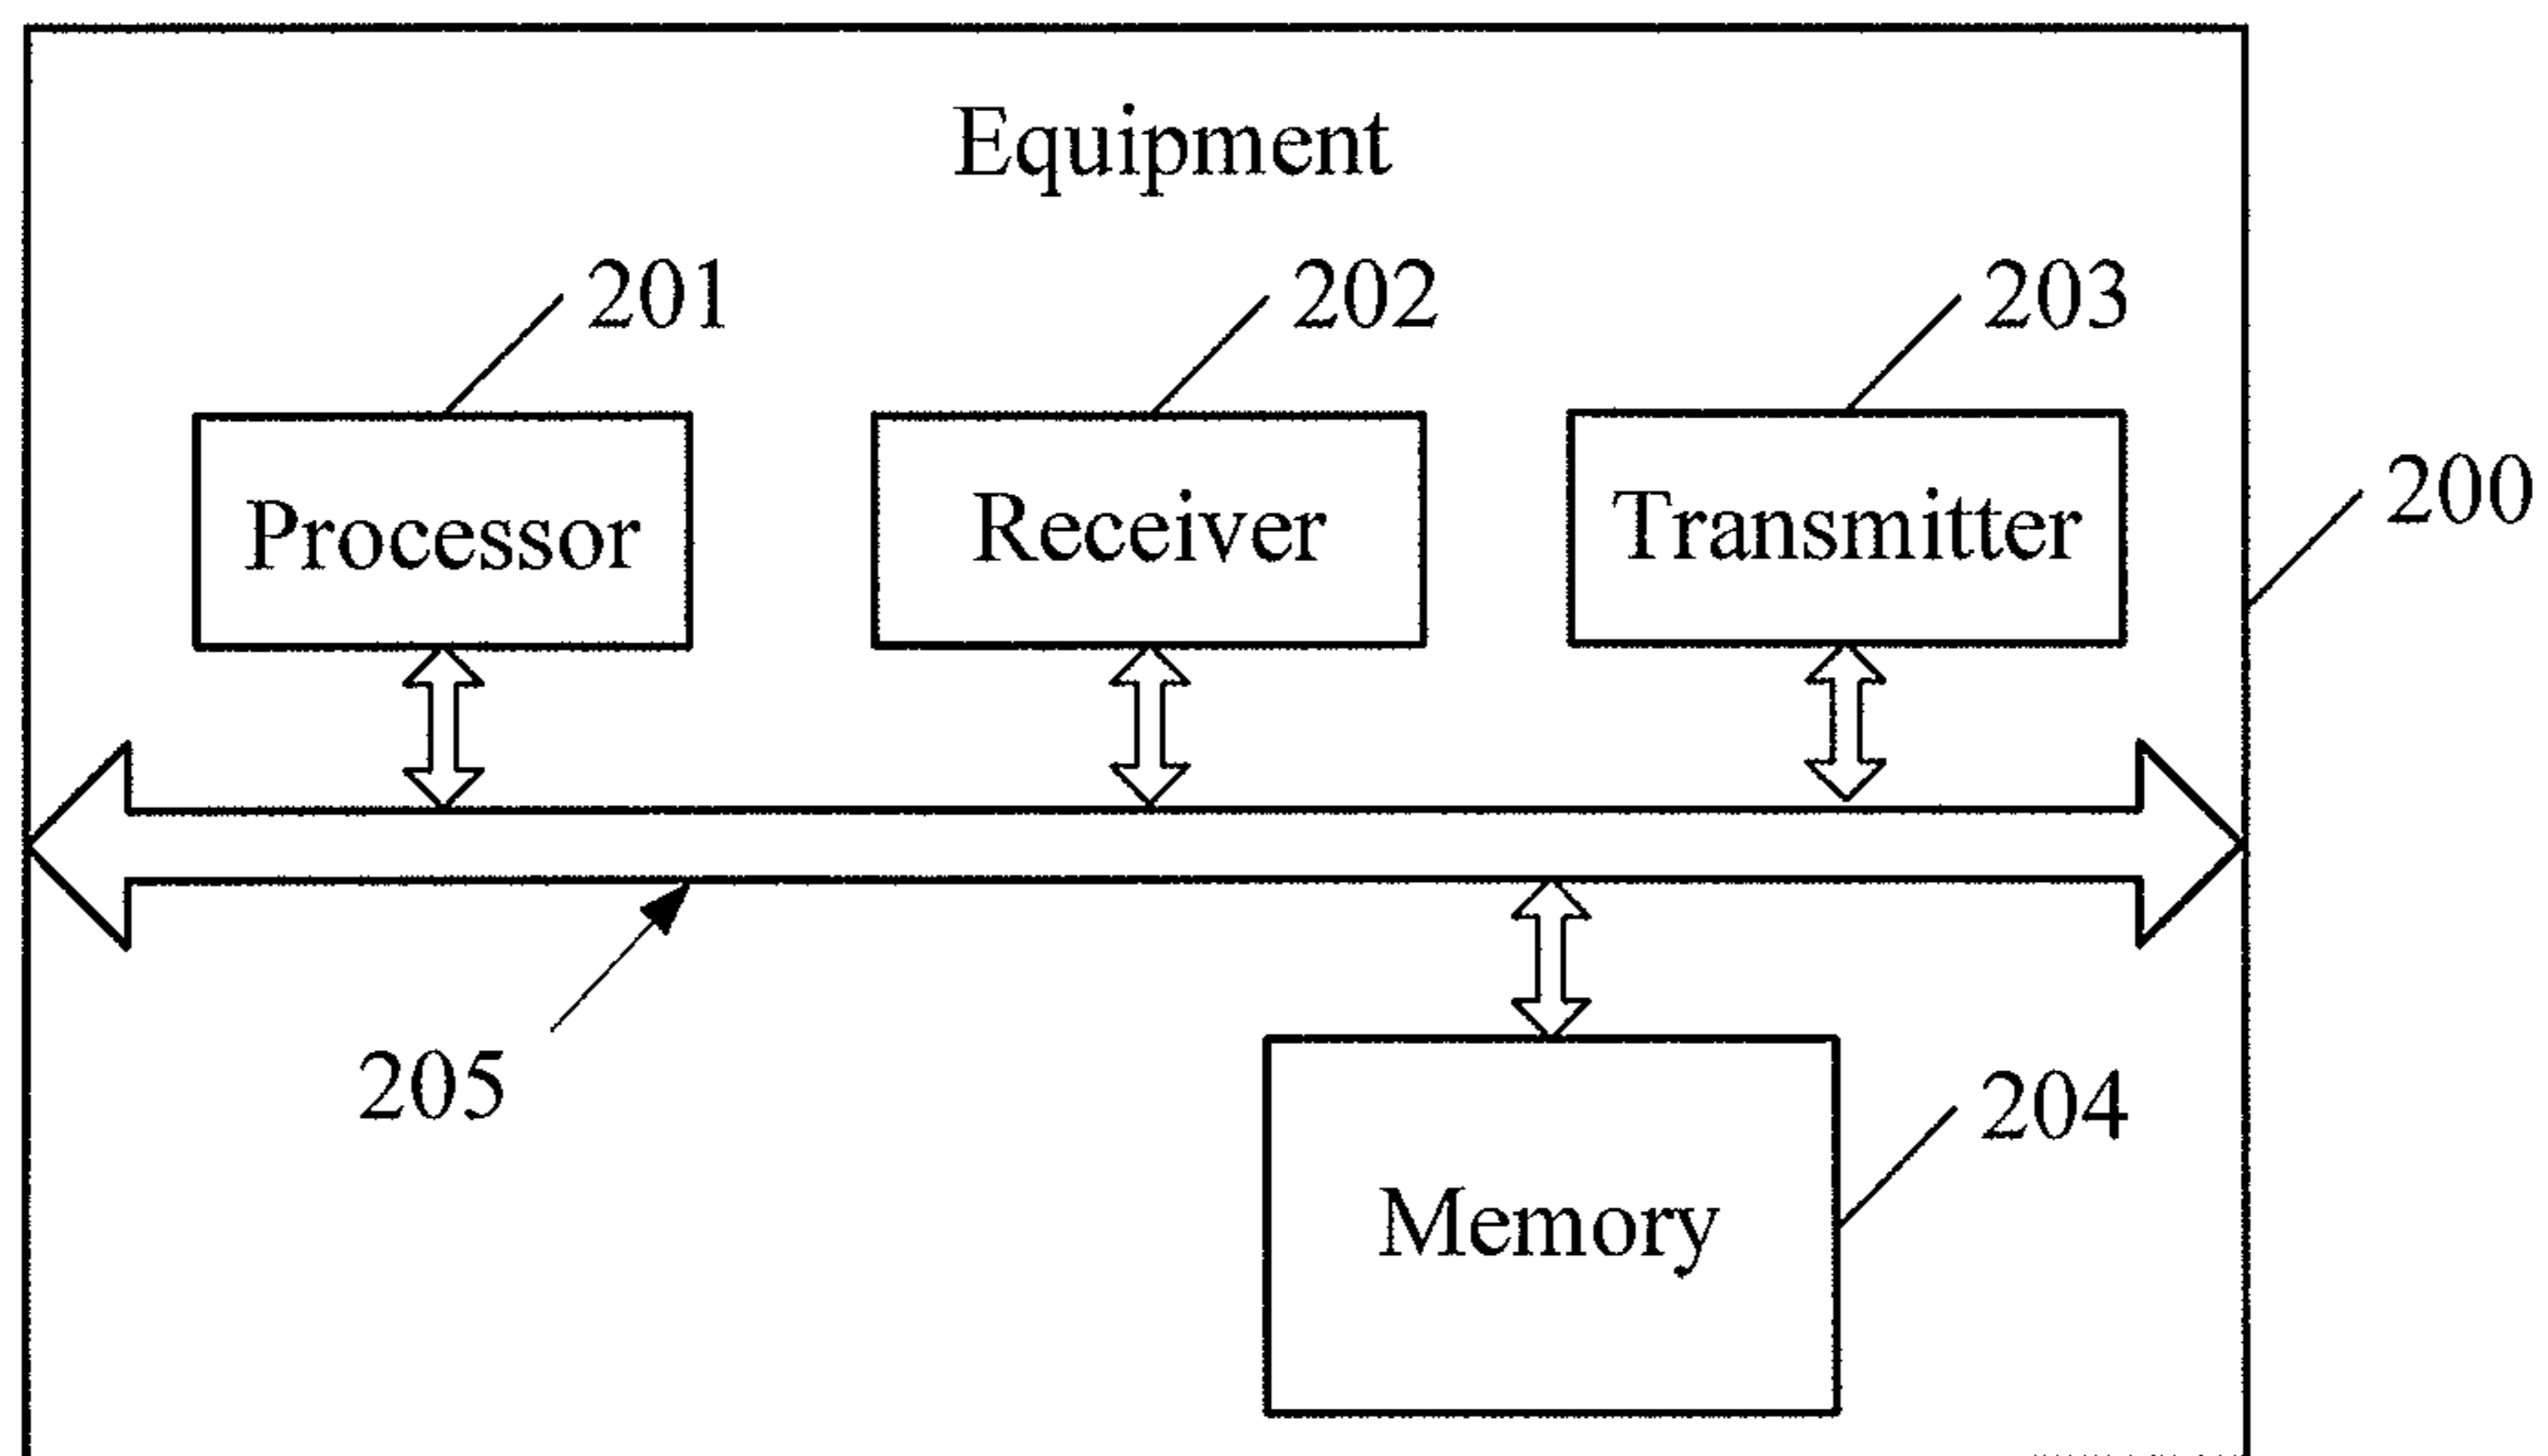 Equipment
201
202
203
200
Processor
Receiver
Transmitter
205
204
Memory